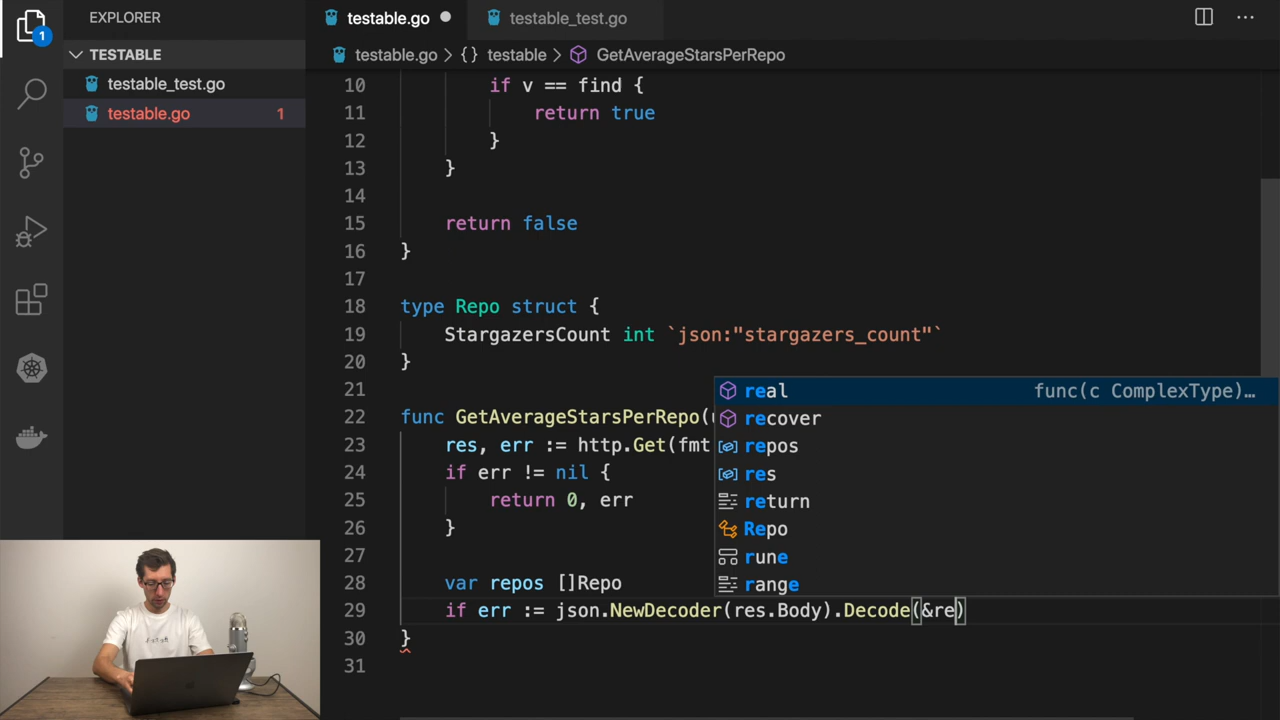 EXPLORER
testable.go
testable_test.go
1
TESTABLE
testable.go > {} testable > GetAverageStarsPerRepo
testable_test.go
testable.go 1
10 if v == find {
11 return true
12 }
13 }
14
15 return false
16 }
17
18 type Repo struct {
19 StargazersCount int `json:"stargazers_count"`
20 }
21
22 func GetAverageStarsPerRepo(
23 res, err := http.Get(fmt
24 if err != nil {
25 return 0, err
26 }
27
28 var repos []Repo
29 if err := json.NewDecoder(res.Body).Decode(&re)
30 }
31
real func(c ComplexType)…
recover
repos
res
return
Repo
rune
range